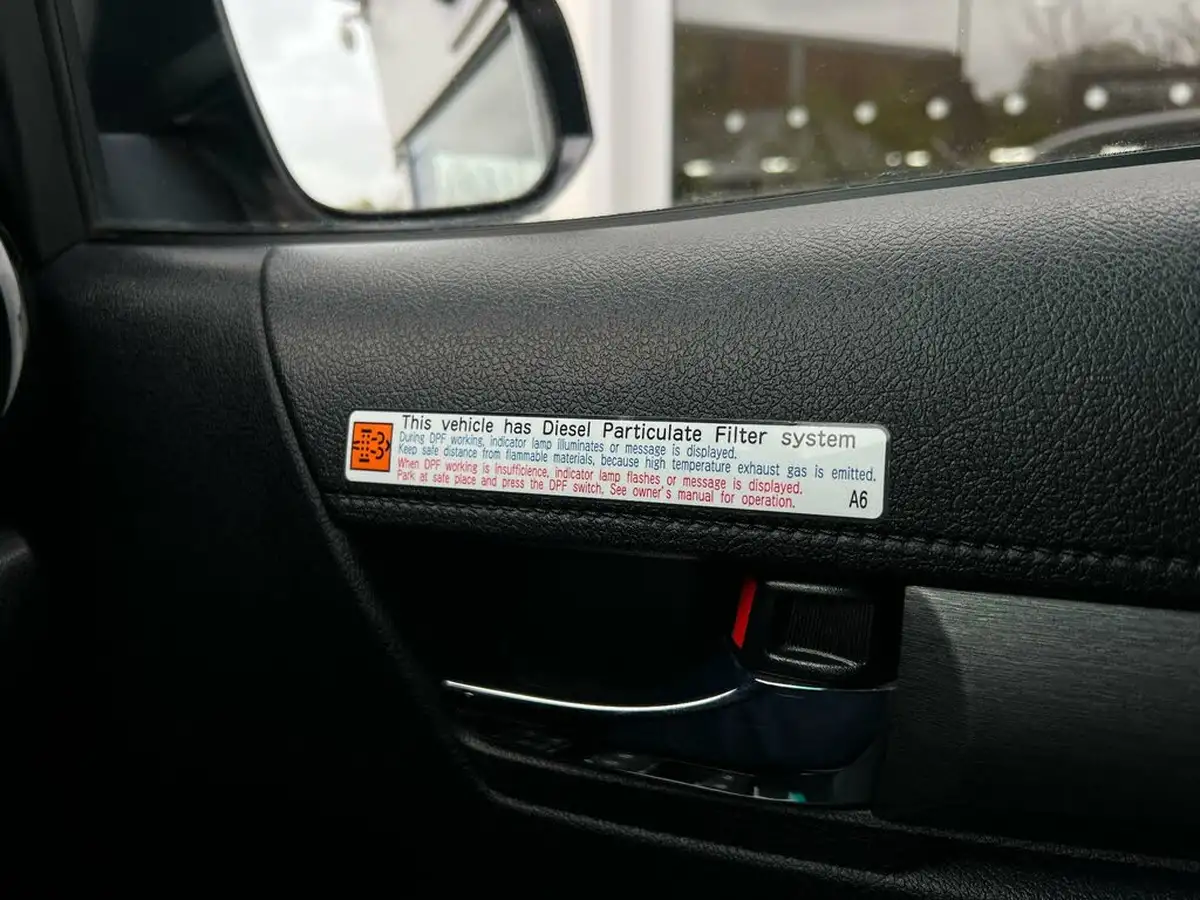 This vehicle has Diesel Particulate Filter system
During DPF working, indicator lamp illuminates or message is displayed.
Keep safe distance from flammable materials, because high temperature exhaust gas is emitted.
When DPF working is insufficience, indicator lamp flashes or message is displayed.
Park at safe place and press the DPF switch. See owner's manual for operation.
A6